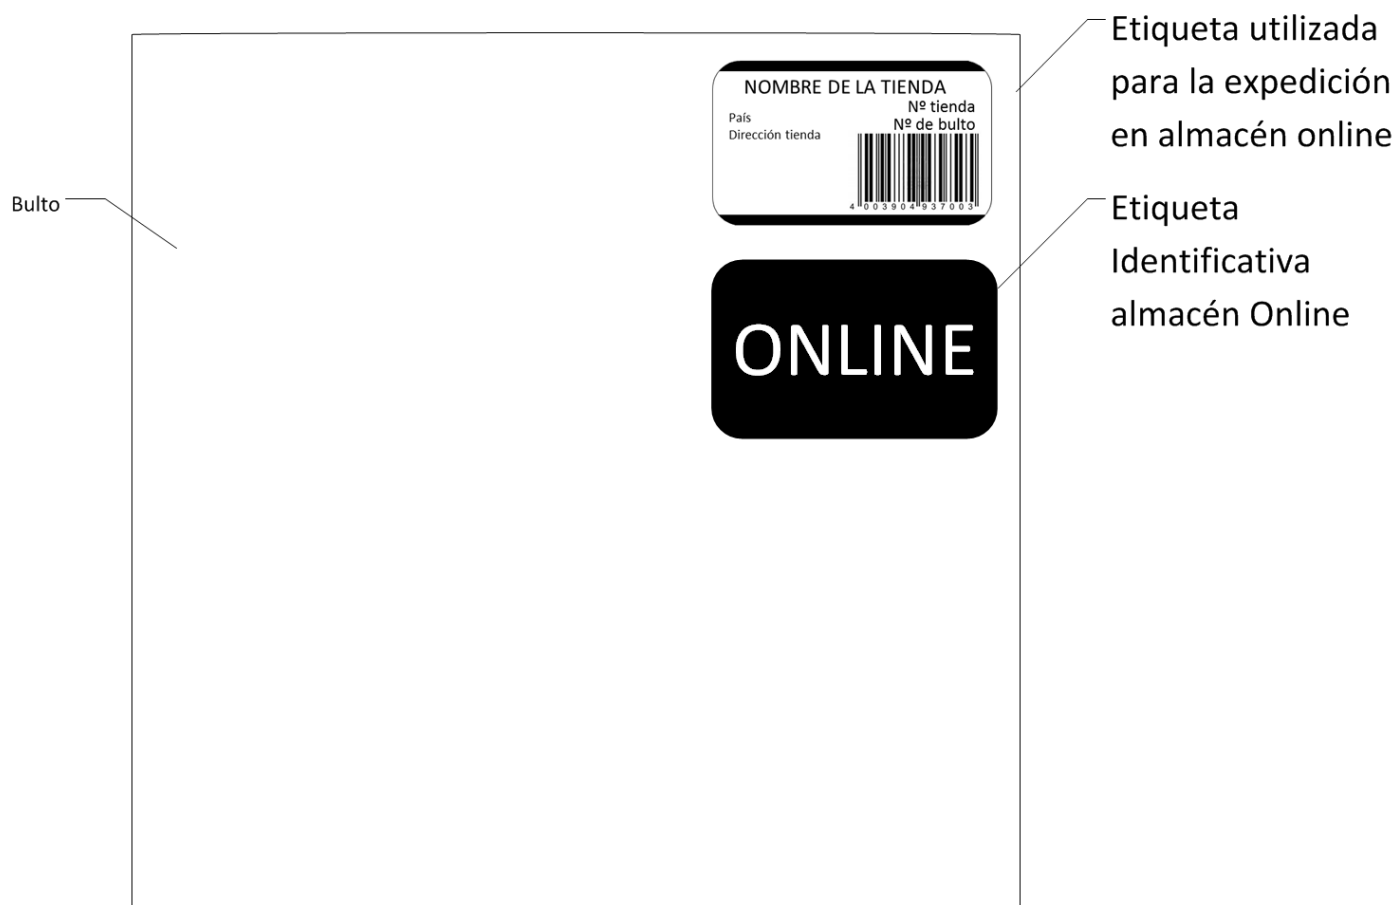 Etiqueta utilizada
para la expedición
en almacén online
NOMBRE DE LA TIENDA
Nº tienda
País
Nº de bulto
Dirección tienda
4 003904 937003
Bulto
Etiqueta
Identificativa
almacén Online
ONLINE